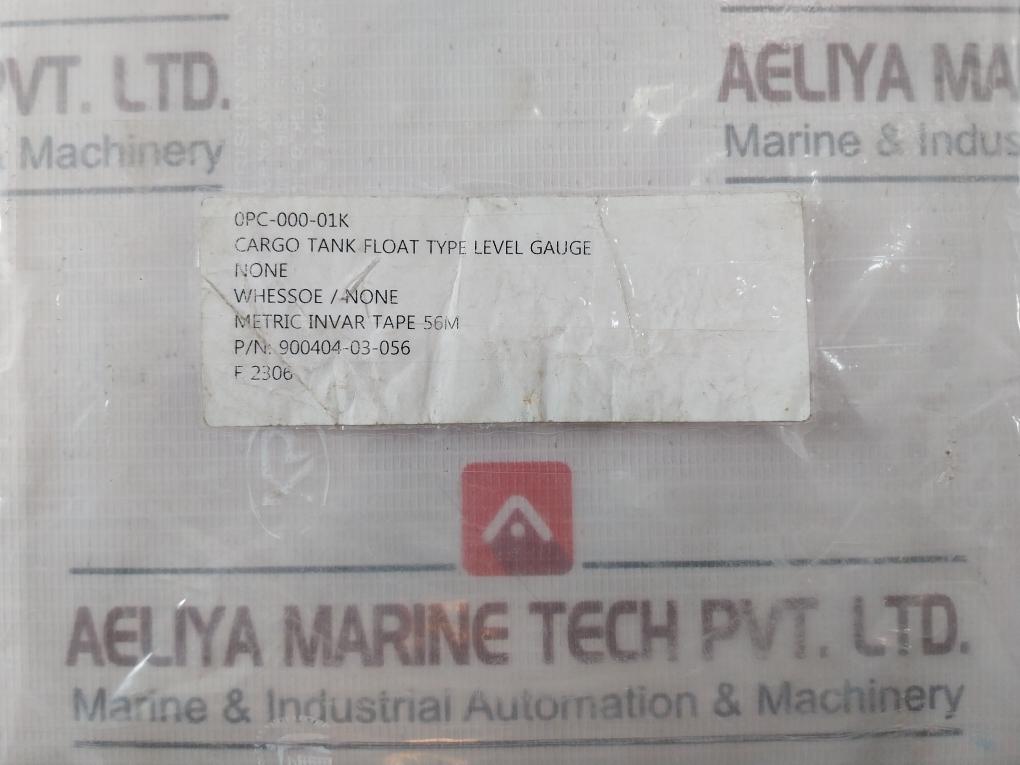 PVT. LTD.
& Machinery
AELIYA MA
Marine & Indus
0PC-000-01K
CARGO TANK FLOAT TYPE LEVEL GAUGE
NONE
WHESSOE / NONE
METRIC INVAR TAPE 56M
P/N: 900404-03-056
F 2306
AELIYA MARINE TECH PVT. LTD.
Marine & Industrial Automation & Machinery